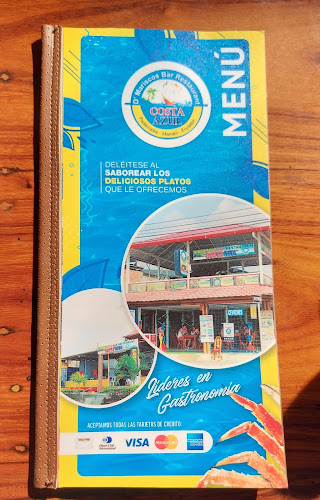 D' Mariscos Bar Restaurant
COSTA
AZUL
MENÚ
DELÉITESE AL
SABOREAR LOS
DELICIOSOS PLATOS
QUE LE OFRECEMOS
Líderes en
Gastronomía
ACEPTAMOS TODAS LAS TARJETAS DE CRÉDITO:
VISA